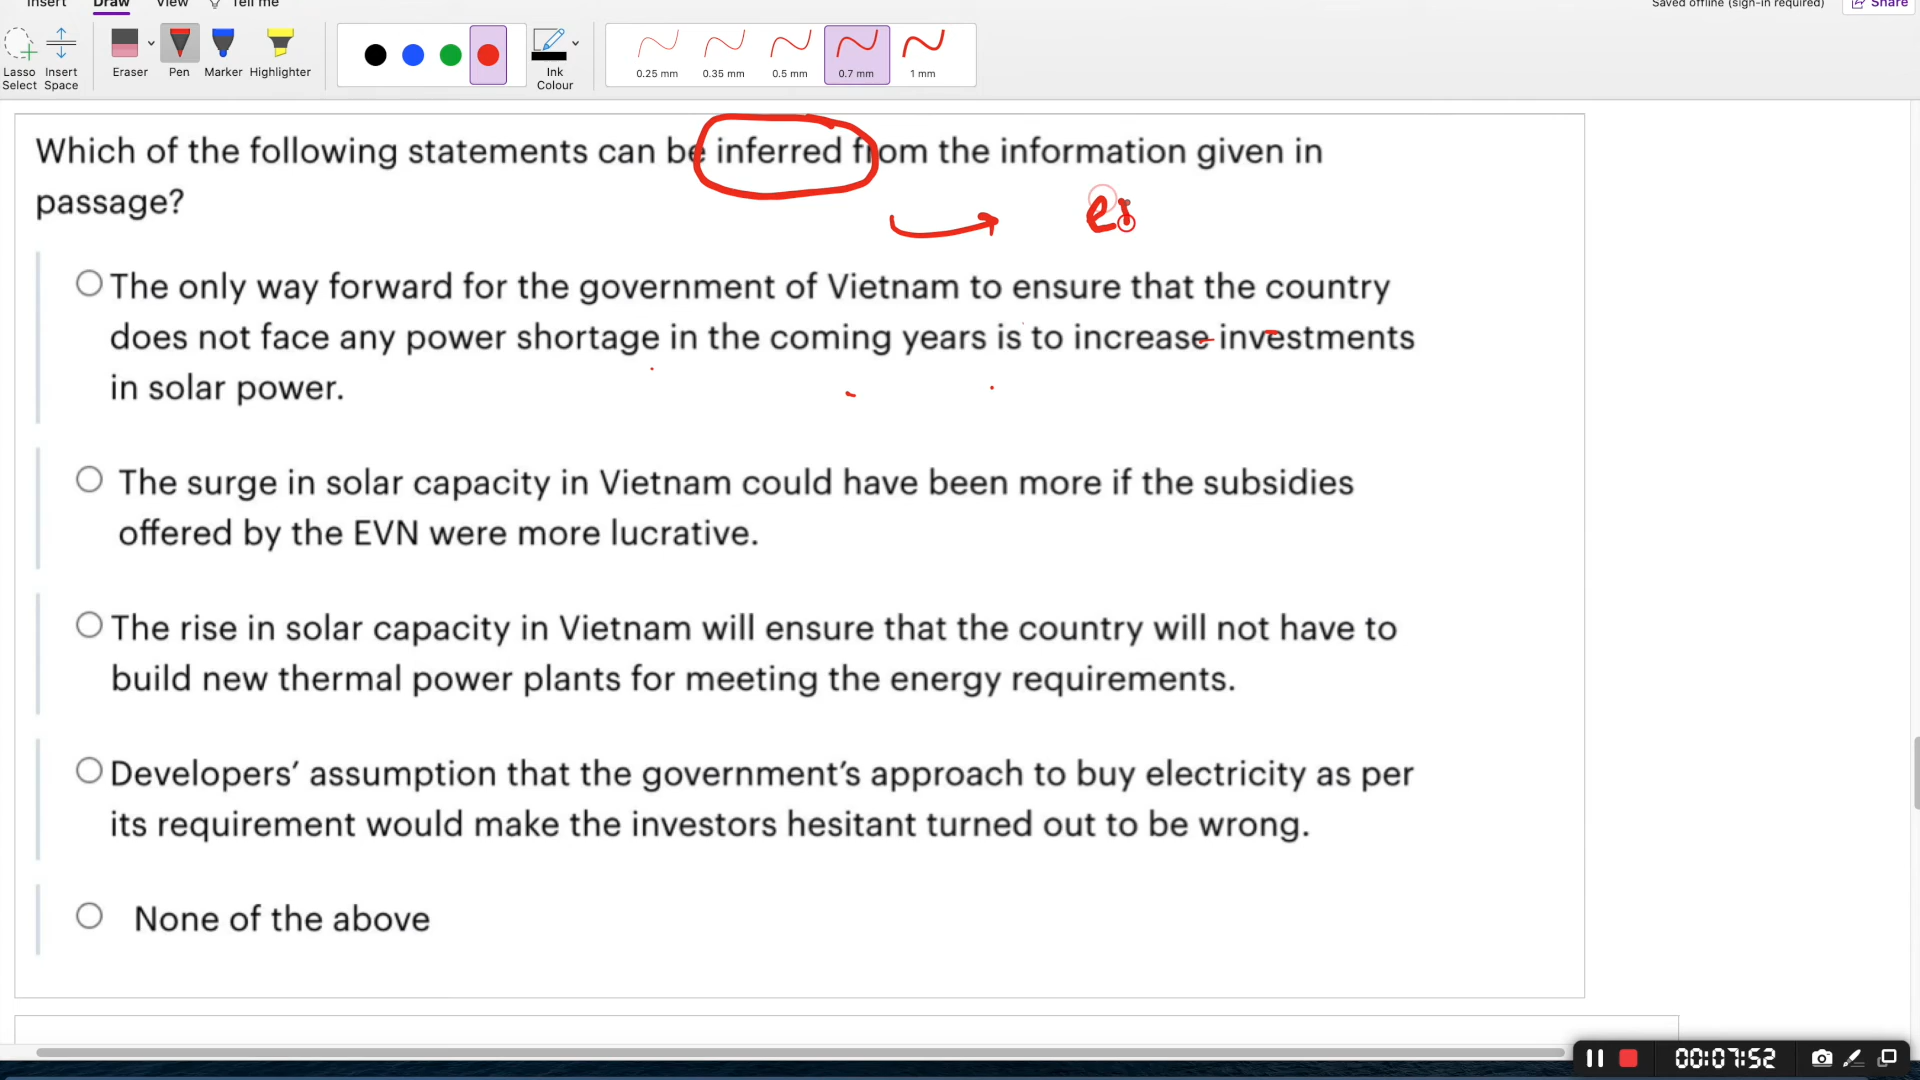 Insert Draw View Tell me Saved offline (sign-in required) Share
Lasso Select Insert Space Eraser Pen Marker Highlighter Ink Colour 0.25 mm 0.35 mm 0.5 mm 0.7 mm 1 mm
Which of the following statements can be inferred from the information given in
passage?
The only way forward for the government of Vietnam to ensure that the country
does not face any power shortage in the coming years is to increase investments
in solar power.
The surge in solar capacity in Vietnam could have been more if the subsidies
offered by the EVN were more lucrative.
The rise in solar capacity in Vietnam will ensure that the country will not have to
build new thermal power plants for meeting the energy requirements.
Developers’ assumption that the government’s approach to buy electricity as per
its requirement would make the investors hesitant turned out to be wrong.
None of the above
00:07:52